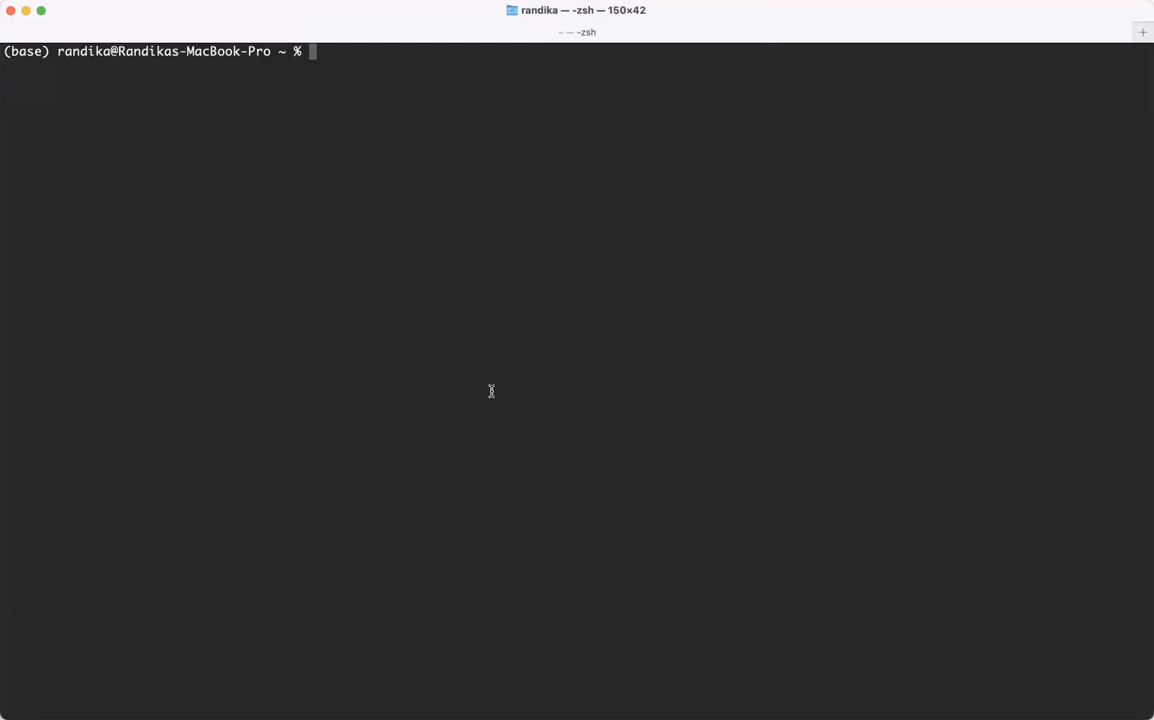 randika — -zsh — 150×42
~ — -zsh
(base) randika@Randikas-MacBook-Pro ~ %